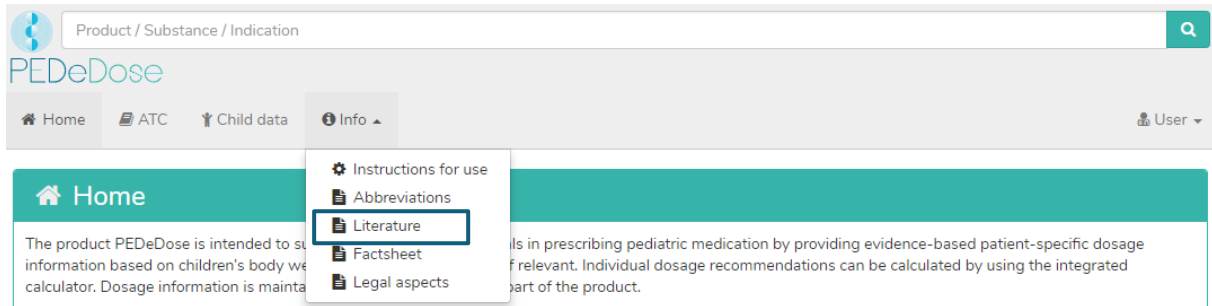 Product / Substance / Indication
PEDeDose
Home ATC Child data Info User
Instructions for use
Abbreviations
Literature
Factsheet
Legal aspects
Home
The product PEDeDose is intended to su ls in prescribing pediatric medication by providing evidence-based patient-specific dosage
information based on children's body we f relevant. Individual dosage recommendations can be calculated by using the integrated
calculator. Dosage information is mainta part of the product.